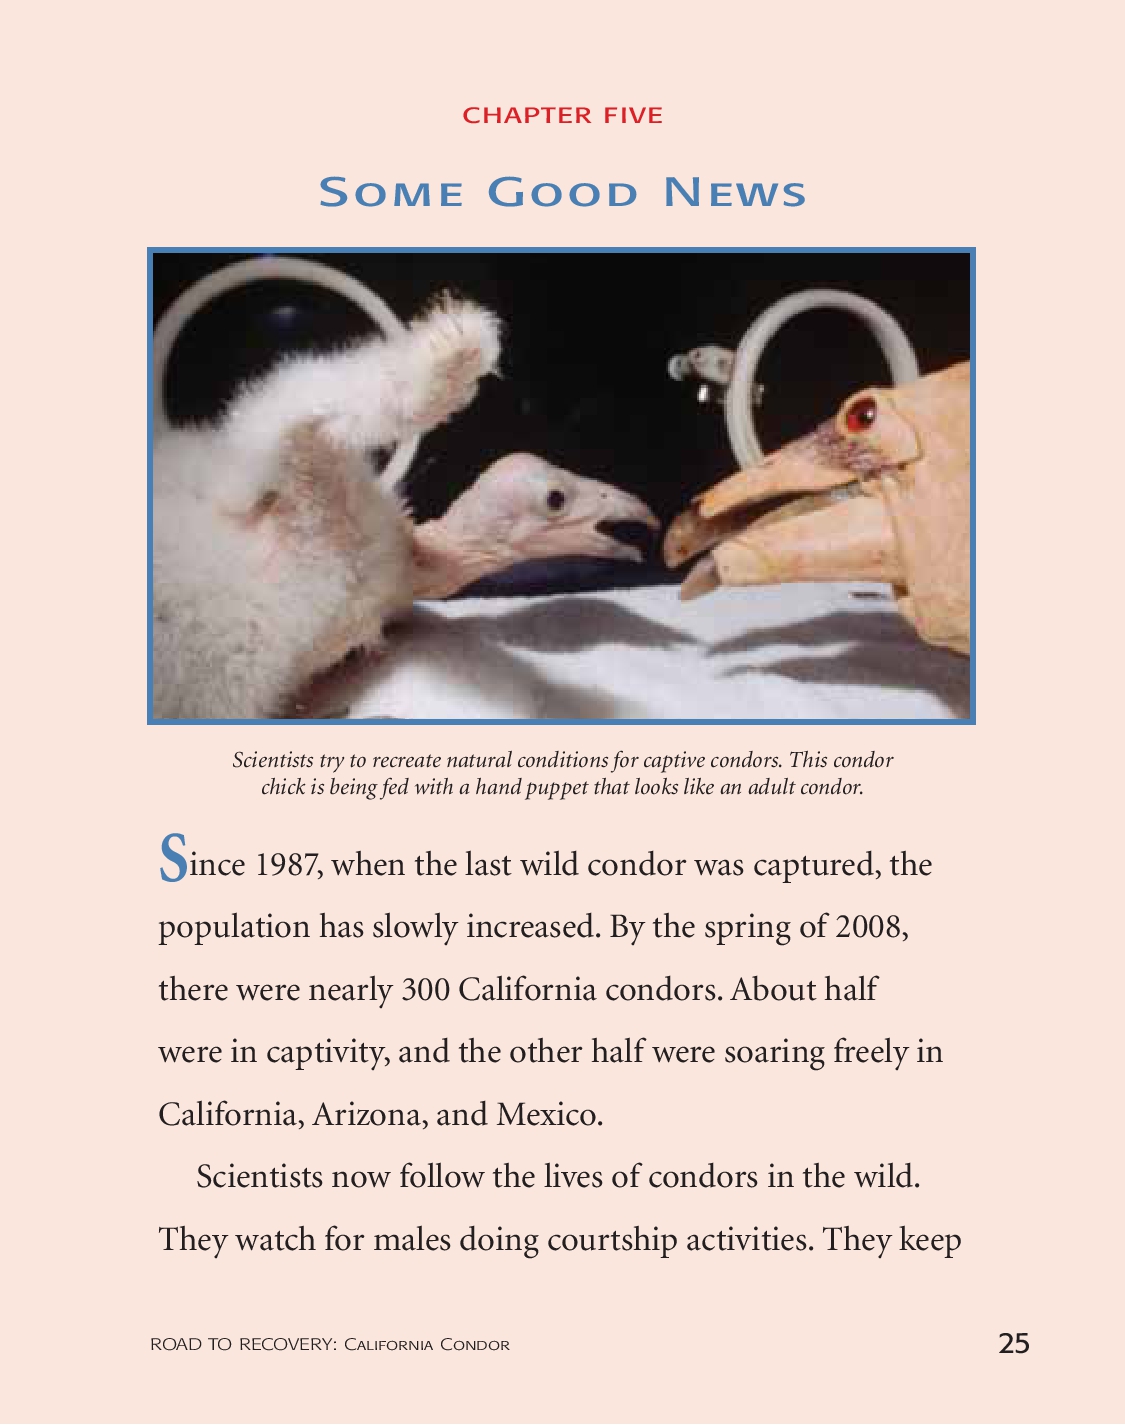 CHAPTER FIVE
SOME GOOD NEWS
Scientists try to recreate natural conditions for captive condors. This condor
chick is being fed with a hand puppet that looks like an adult condor.
Since 1987, when the last wild condor was captured, the
population has slowly increased. By the spring of 2008,
there were nearly 300 California condors. About half
were in captivity, and the other half were soaring freely in
California, Arizona, and Mexico.
Scientists now follow the lives of condors in the wild.
They watch for males doing courtship activities. They keep
ROAD TO RECOVERY: CALIFORNIA CONDOR 25